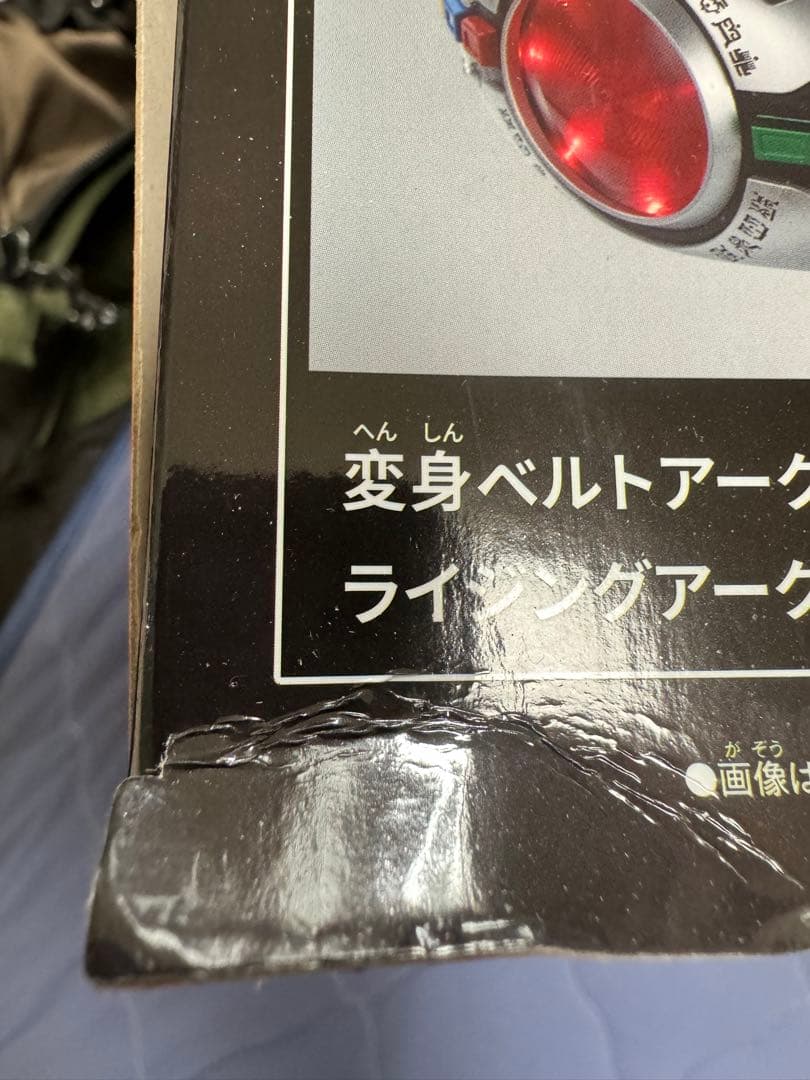 へん しん
変身ベルトアーク
ライジングアーク
が ぞう
●画像は